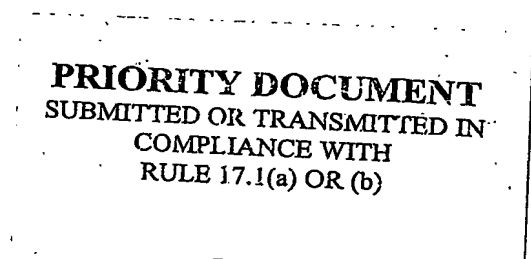 PRIORITY DOCUMENT
SUBMITTED OR TRANSMITTED IN
COMPLIANCE WITH
RULE 17.1(a) OR (b)